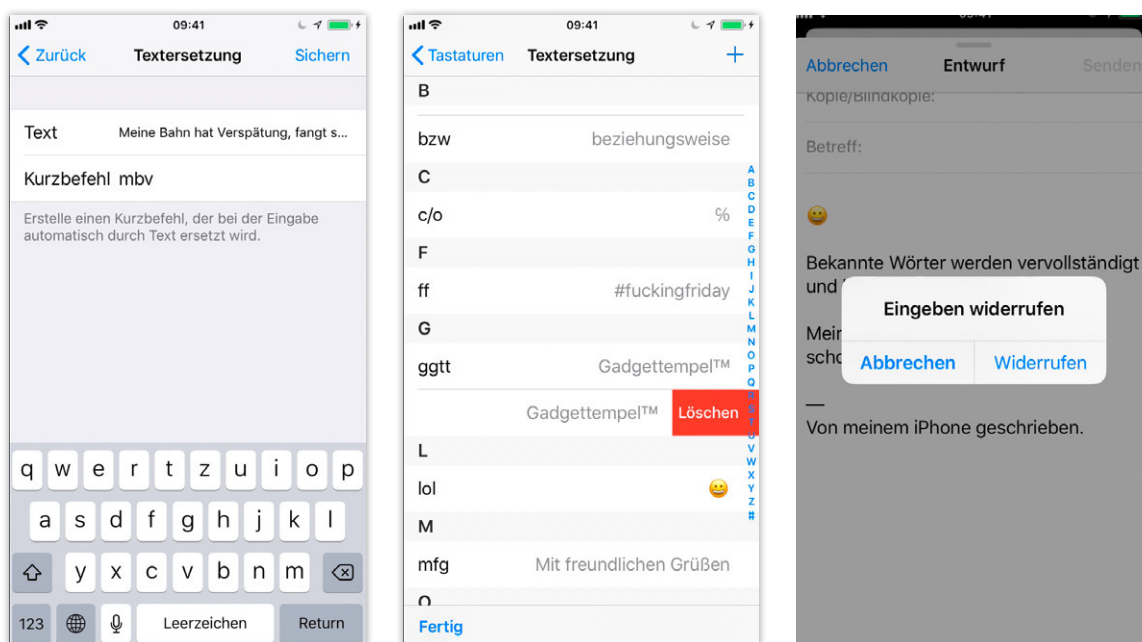 09:41
Zurück Textersetzung Sichern
Text Meine Bahn hat Verspätung, fangt s...
Kurzbefehl mbv
Erstelle einen Kurzbefehl, der bei der Eingabe
automatisch durch Text ersetzt wird.
q w e r t z u i o p
a s d f g h j k l
y x c v b n m
123 Leerzeichen Return
09:41
Tastaturen Textersetzung +
B
bzw beziehungsweise
C
c/o ℅
F
ff #fuckingfriday
G
ggtt Gadgettempel™
Gadgettempel™ Löschen
L
lol 😀
M
mfg Mit freundlichen Grüßen
O
Fertig
A
B
C
D
E
F
G
H
I
J
K
L
M
N
O
P
Q
R
S
T
U
V
W
X
Y
Z
#
09:41
Abbrechen Entwurf Senden
Kopie/Blindkopie:
Betreff:
😀
Bekannte Wörter werden vervollständigt
und
Eingeben widerrufen
Mein
scho
Abbrechen Widerrufen
—
Von meinem iPhone geschrieben.